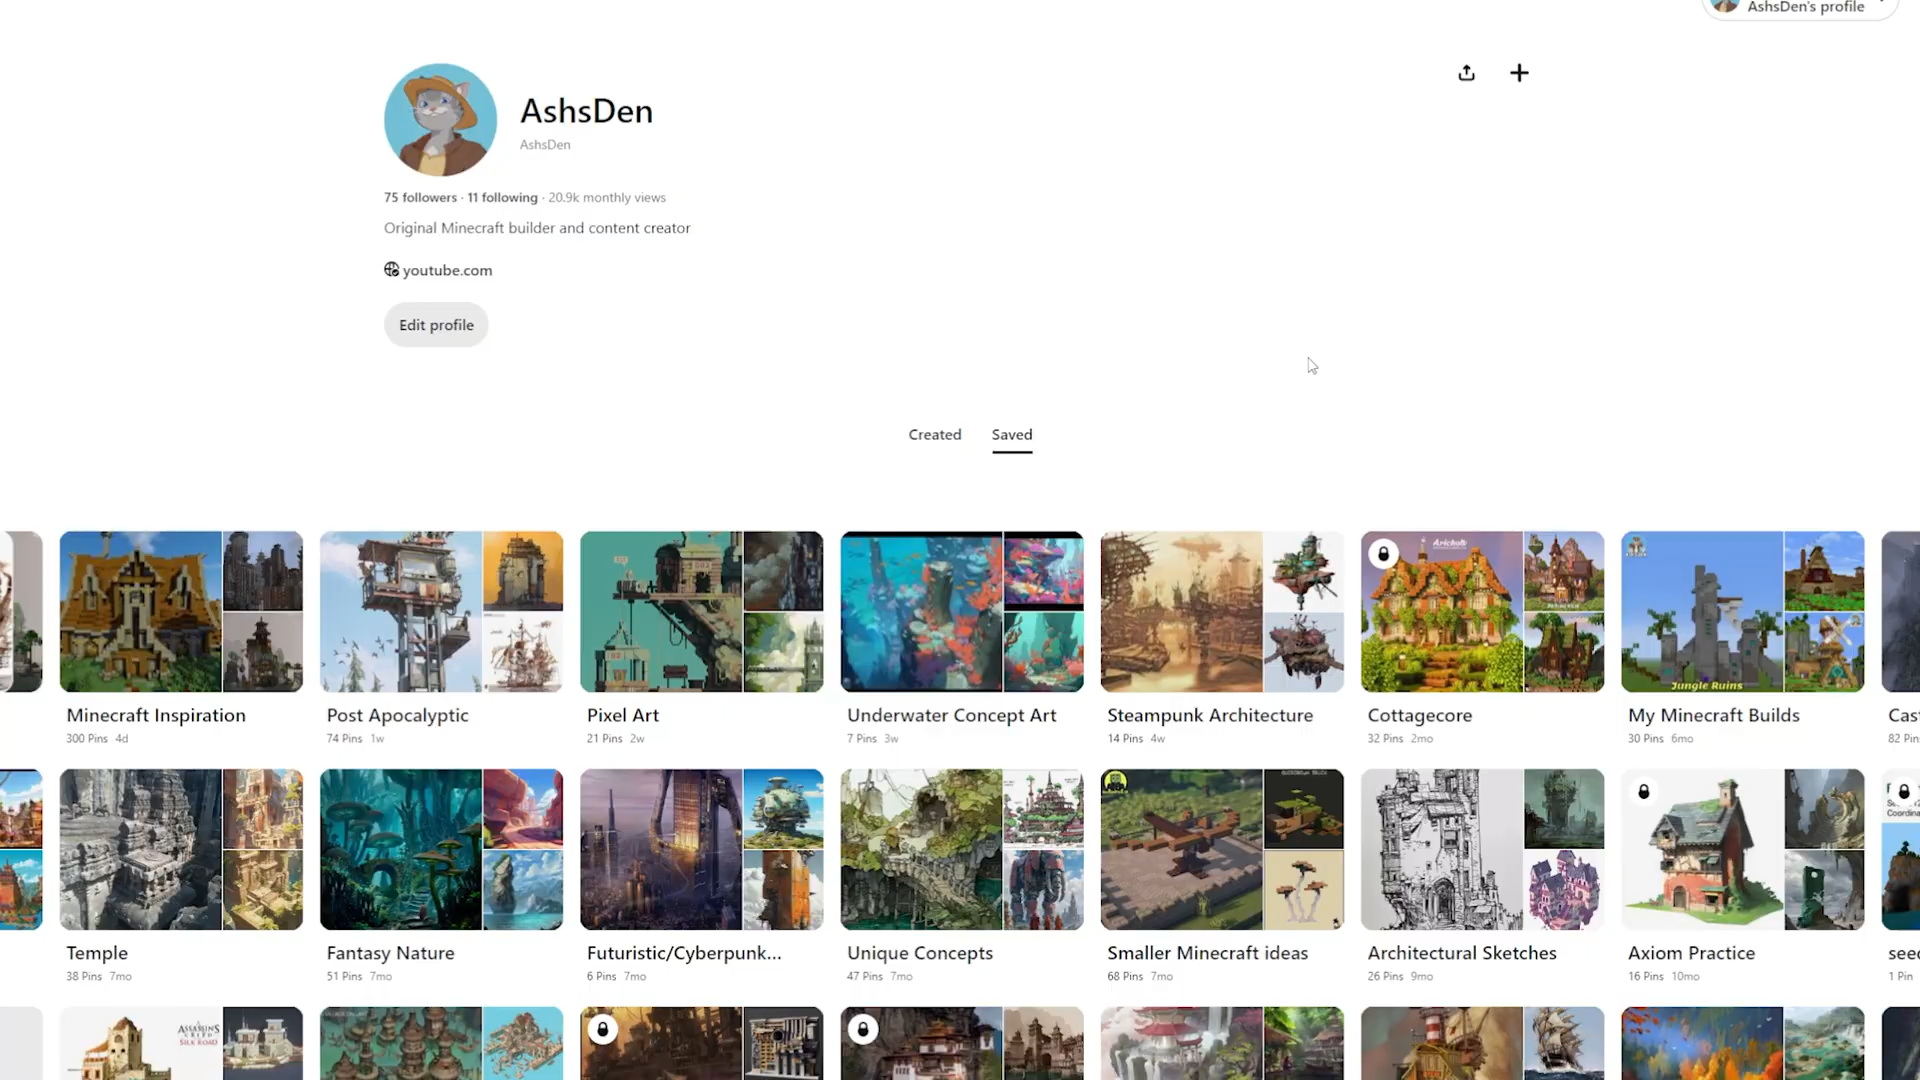 AshsDen's profile
AshsDen
AshsDen
75 followers · 11 following · 20.9k monthly views
Original Minecraft builder and content creator
youtube.com
Edit profile
Created
Saved
Jungle Ruins
Minecraft Inspiration
300 Pins 4d
Post Apocalyptic
74 Pins 1w
Pixel Art
21 Pins 2w
Underwater Concept Art
7 Pins 3w
Steampunk Architecture
14 Pins 4w
Cottagecore
32 Pins 2mo
My Minecraft Builds
30 Pins 6mo
82 Pin
Temple
38 Pins 7mo
Fantasy Nature
51 Pins 7mo
Futuristic/Cyberpunk...
6 Pins 7mo
Unique Concepts
47 Pins 7mo
Smaller Minecraft ideas
68 Pins 7mo
Architectural Sketches
26 Pins 9mo
Axiom Practice
16 Pins 10mo
seed
1 Pin
ASSASSIN'S
CREED
SILK ROAD